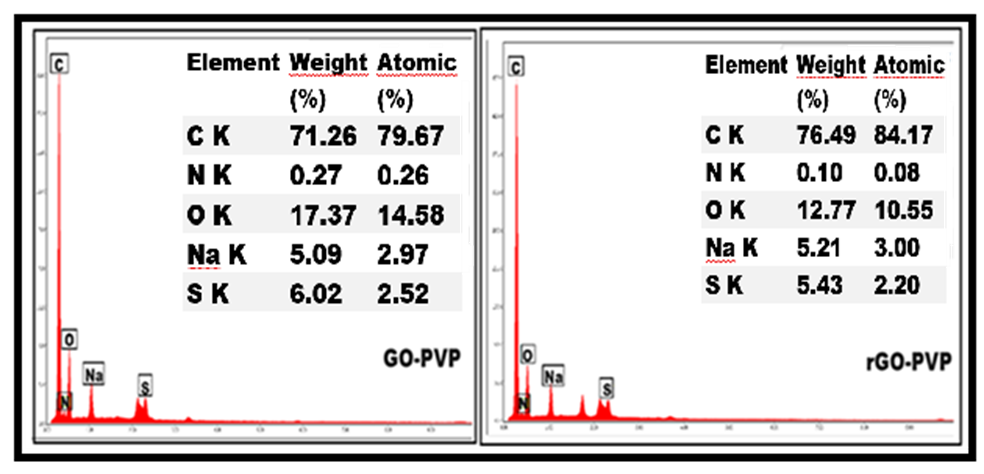 C
Element Weight Atomic
(%) (%)
C K 71.26 79.67
N K 0.27 0.26
O K 17.37 14.58
Na K 5.09 2.97
S K 6.02 2.52
O
Na
N
S
GO-PVP
C
Element Weight Atomic
(%) (%)
C K 76.49 84.17
N K 0.10 0.08
O K 12.77 10.55
Na K 5.21 3.00
S K 5.43 2.20
O
Na
N
S
rGO-PVP